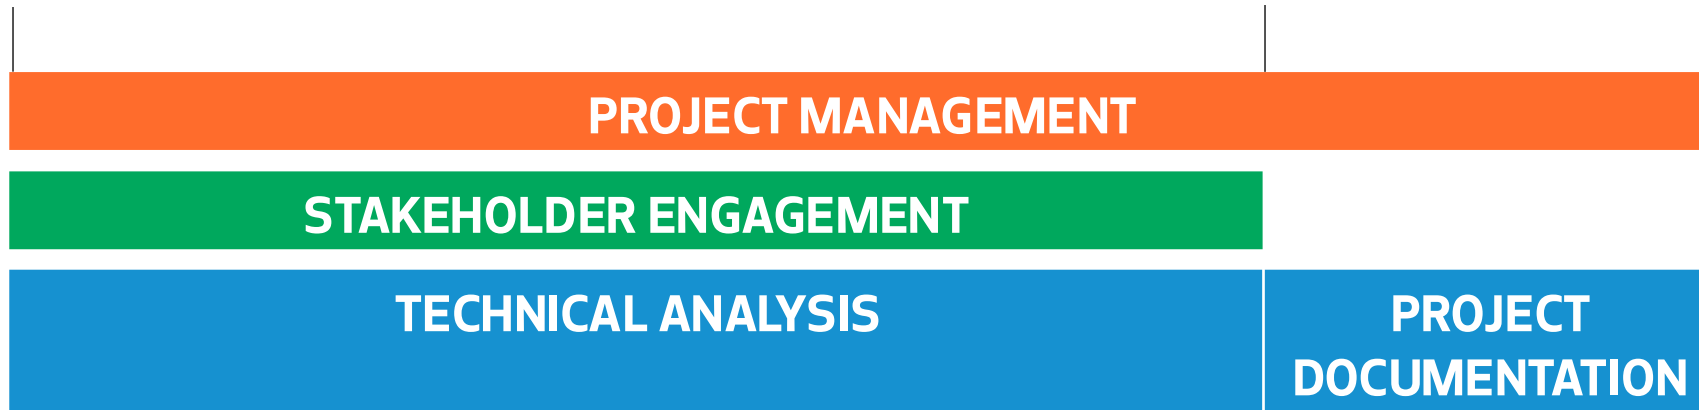 PROJECT MANAGEMENT
STAKEHOLDER ENGAGEMENT
TECHNICAL ANALYSIS
PROJECT
DOCUMENTATION